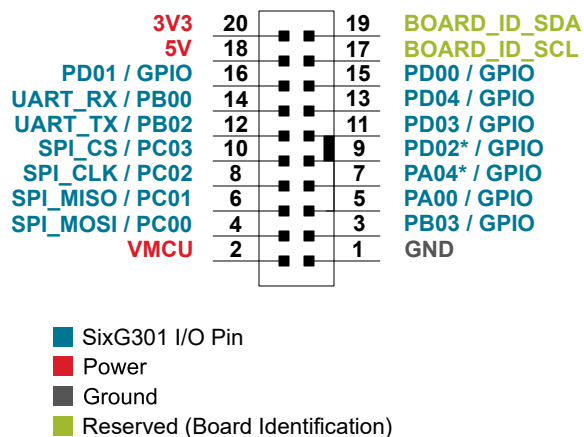 3V3 20 19 BOARD_ID_SDA
5V 18 17 BOARD_ID_SCL
PD01 / GPIO 16 15 PD00 / GPIO
UART_RX / PB00 14 13 PD04 / GPIO
UART_TX / PB02 12 11 PD03 / GPIO
SPI_CS / PC03 10 9 PD02* / GPIO
SPI_CLK / PC02 8 7 PA04* / GPIO
SPI_MISO / PC01 6 5 PA00 / GPIO
SPI_MOSI / PC00 4 3 PB03 / GPIO
VMCU 2 1 GND
SixG301 I/O Pin
Power
Ground
Reserved (Board Identification)